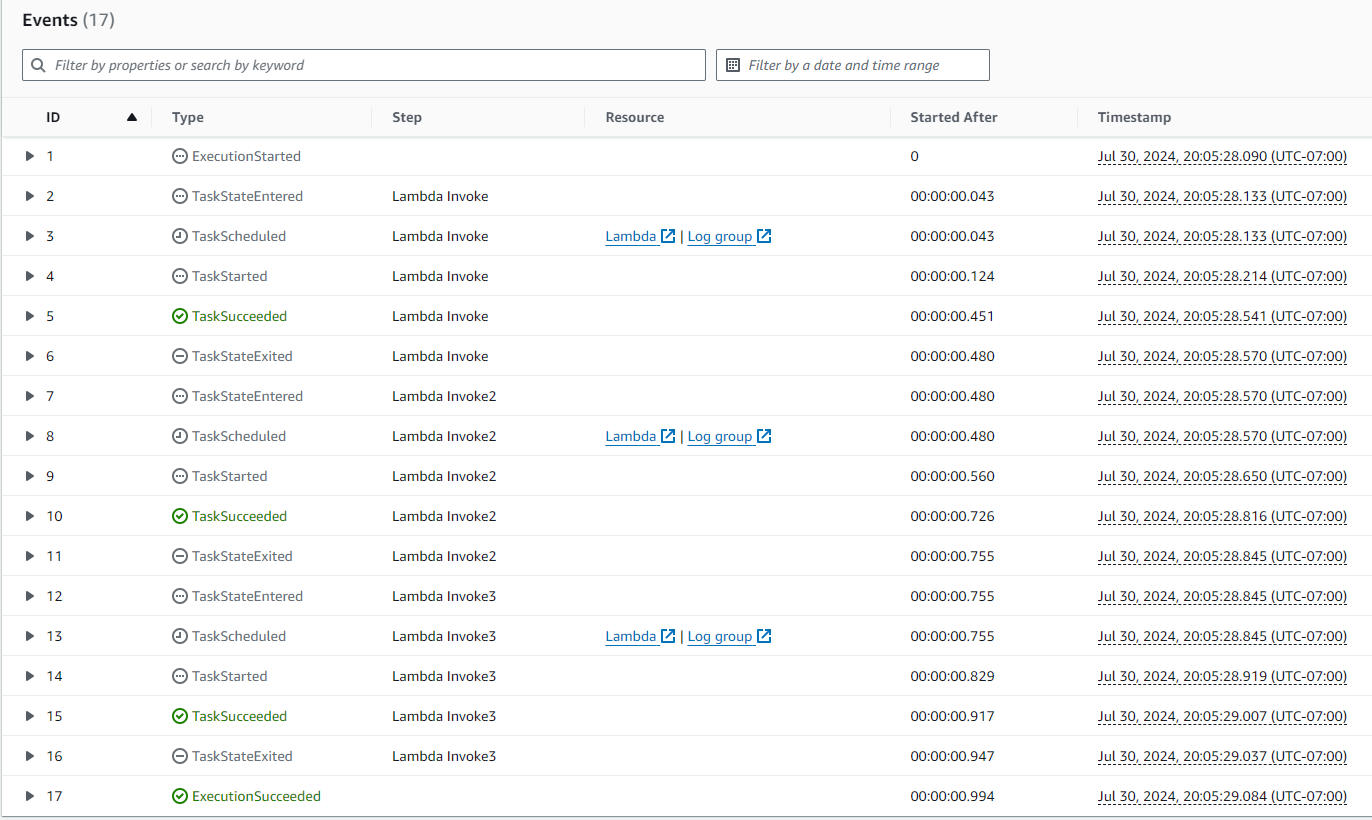 Events (17)
Filter by properties or search by keyword Filter by a date and time range
ID Type Step Resource Started After Timestamp
1 ExecutionStarted 0 Jul 30, 2024, 20:05:28.090 (UTC-07:00)
2 TaskStateEntered Lambda Invoke 00:00:00.043 Jul 30, 2024, 20:05:28.133 (UTC-07:00)
3 TaskScheduled Lambda Invoke Lambda | Log group 00:00:00.043 Jul 30, 2024, 20:05:28.133 (UTC-07:00)
4 TaskStarted Lambda Invoke 00:00:00.124 Jul 30, 2024, 20:05:28.214 (UTC-07:00)
5 TaskSucceeded Lambda Invoke 00:00:00.451 Jul 30, 2024, 20:05:28.541 (UTC-07:00)
6 TaskStateExited Lambda Invoke 00:00:00.480 Jul 30, 2024, 20:05:28.570 (UTC-07:00)
7 TaskStateEntered Lambda Invoke2 00:00:00.480 Jul 30, 2024, 20:05:28.570 (UTC-07:00)
8 TaskScheduled Lambda Invoke2 Lambda | Log group 00:00:00.480 Jul 30, 2024, 20:05:28.570 (UTC-07:00)
9 TaskStarted Lambda Invoke2 00:00:00.560 Jul 30, 2024, 20:05:28.650 (UTC-07:00)
10 TaskSucceeded Lambda Invoke2 00:00:00.726 Jul 30, 2024, 20:05:28.816 (UTC-07:00)
11 TaskStateExited Lambda Invoke2 00:00:00.755 Jul 30, 2024, 20:05:28.845 (UTC-07:00)
12 TaskStateEntered Lambda Invoke3 00:00:00.755 Jul 30, 2024, 20:05:28.845 (UTC-07:00)
13 TaskScheduled Lambda Invoke3 Lambda | Log group 00:00:00.755 Jul 30, 2024, 20:05:28.845 (UTC-07:00)
14 TaskStarted Lambda Invoke3 00:00:00.829 Jul 30, 2024, 20:05:28.919 (UTC-07:00)
15 TaskSucceeded Lambda Invoke3 00:00:00.917 Jul 30, 2024, 20:05:29.007 (UTC-07:00)
16 TaskStateExited Lambda Invoke3 00:00:00.947 Jul 30, 2024, 20:05:29.037 (UTC-07:00)
17 ExecutionSucceeded 00:00:00.994 Jul 30, 2024, 20:05:29.084 (UTC-07:00)